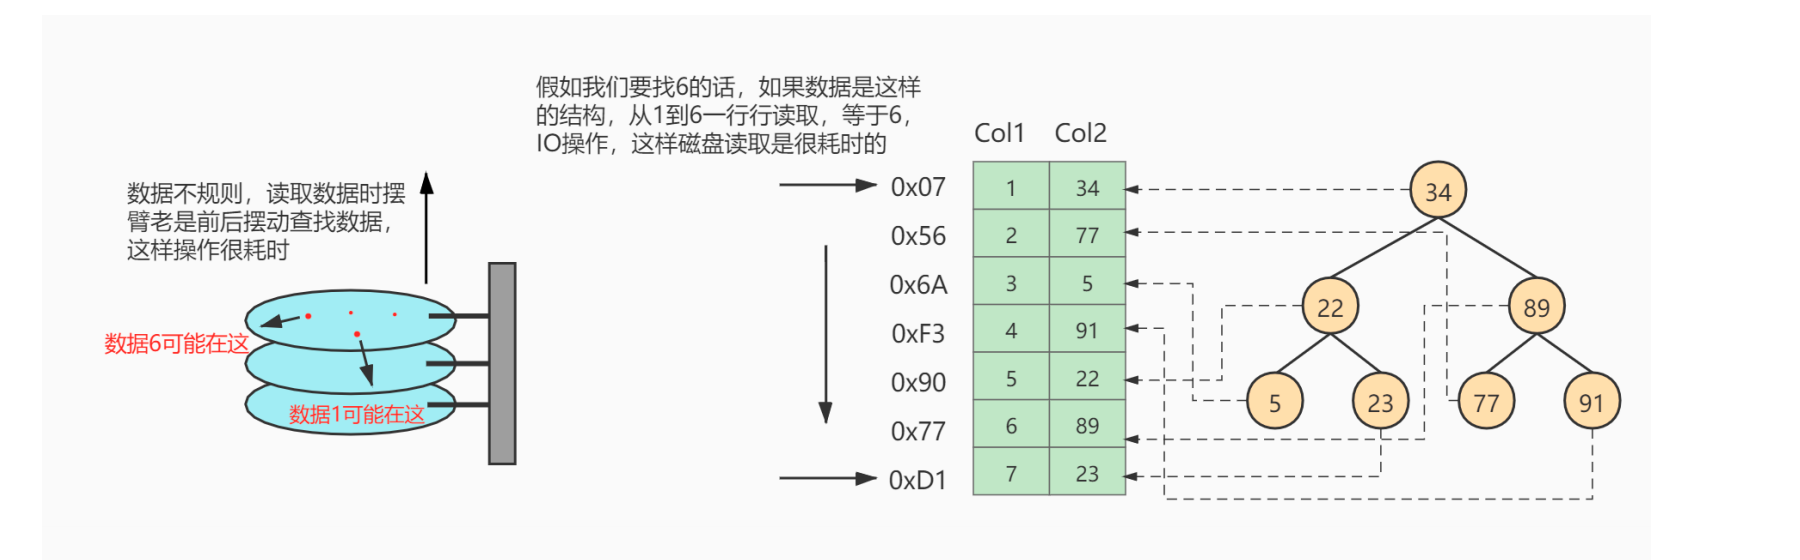 假如我们要找6的话，如果数据是这样
的结构，从1到6一行行读取，等于6，
IO操作，这样磁盘读取是很耗时的
数据不规则，读取数据时摆
臂老是前后摆动查找数据，
这样操作很耗时
数据6可能在这
数据1可能在这
Col1 Col2
0x07 1 34
0x56 2 77
0x6A 3 5
0xF3 4 91
0x90 5 22
0x77 6 89
0xD1 7 23
34
22 89
5 23 77 91